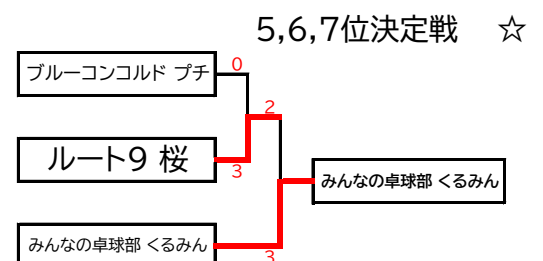 5,6,7位決定戦 ☆
ブルーコンコルド プチ
0
2
ルート9 桜
3
みんなの卓球部 くるみん
みんなの卓球部 くるみん
3